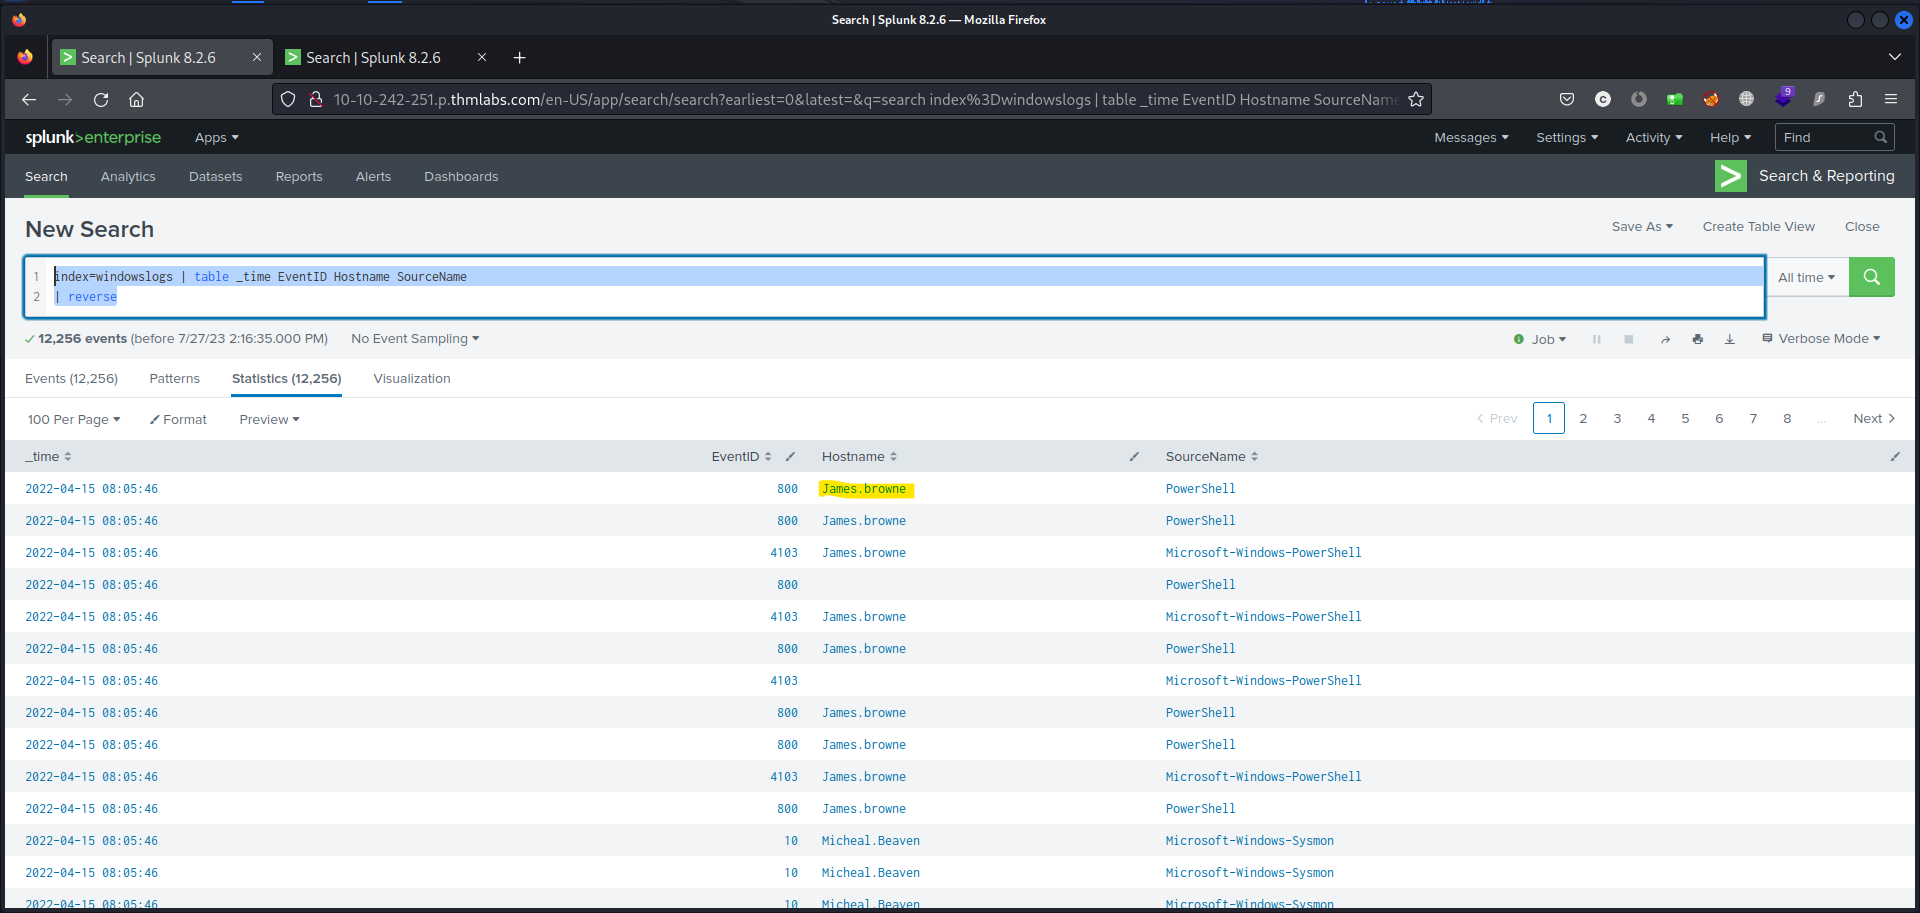 Search | Splunk 8.2.6 — Mozilla Firefox
Search | Splunk 8.2.6
Search | Splunk 8.2.6
10-10-242-251.p.thmlabs.com/en-US/app/search/search?earliest=0&latest=&q=search index%3Dwindowslogs | table _time EventID Hostname SourceName
9
splunk>enterprise Apps Messages Settings Activity Help Find
Search Analytics Datasets Reports Alerts Dashboards Search & Reporting
New Search Save As Create Table View Close
1 index=windowslogs | table _time EventID Hostname SourceName
2 | reverse
All time
12,256 events (before 7/27/23 2:16:35.000 PM) No Event Sampling Job Verbose Mode
Events (12,256) Patterns Statistics (12,256) Visualization
100 Per Page Format Preview < Prev 1 2 3 4 5 6 7 8 ... Next >
_time EventID Hostname SourceName
2022-04-15 08:05:46 800 James.browne PowerShell
2022-04-15 08:05:46 800 James.browne PowerShell
2022-04-15 08:05:46 4103 James.browne Microsoft-Windows-PowerShell
2022-04-15 08:05:46 800 PowerShell
2022-04-15 08:05:46 4103 James.browne Microsoft-Windows-PowerShell
2022-04-15 08:05:46 800 James.browne PowerShell
2022-04-15 08:05:46 4103 Microsoft-Windows-PowerShell
2022-04-15 08:05:46 800 James.browne PowerShell
2022-04-15 08:05:46 800 James.browne PowerShell
2022-04-15 08:05:46 4103 James.browne Microsoft-Windows-PowerShell
2022-04-15 08:05:46 800 James.browne PowerShell
2022-04-15 08:05:46 10 Micheal.Beaven Microsoft-Windows-Sysmon
2022-04-15 08:05:46 10 Micheal.Beaven Microsoft-Windows-Sysmon
2022-04-15 08:05:46 10 Micheal.Beaven Microsoft-Windows-Sysmon